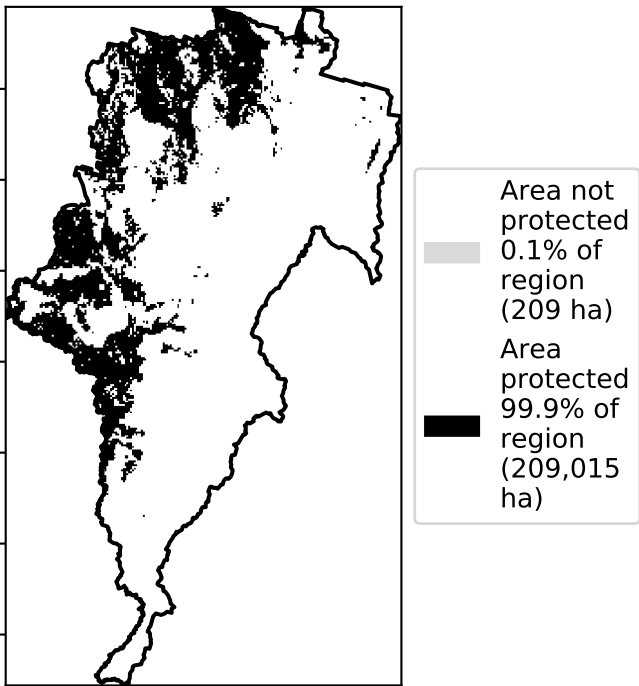 Area not
protected
0.1% of
region
(209 ha)
Area
protected
99.9% of
region
(209,015
ha)